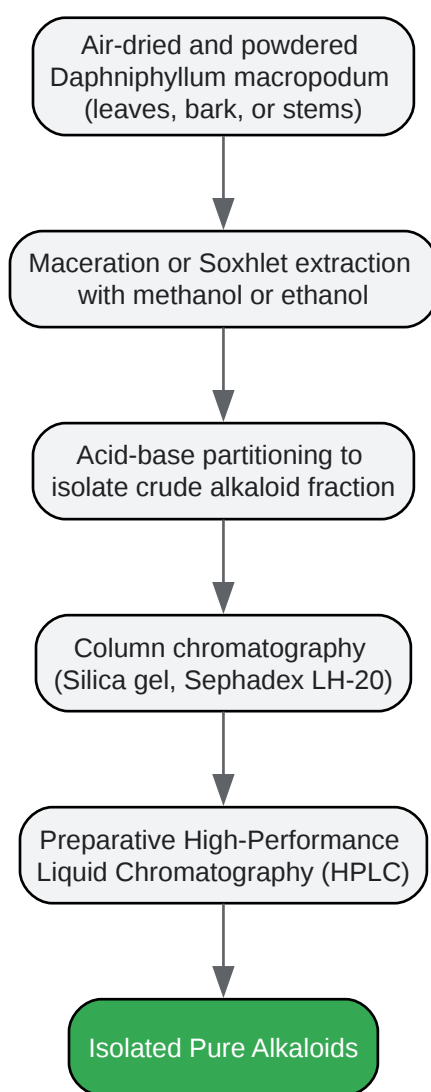 Air-dried and powdered
Daphniphyllum macropodum
(leaves, bark, or stems)
Maceration or Soxhlet extraction
with methanol or ethanol
Acid-base partitioning to
isolate crude alkaloid fraction
Column chromatography
(Silica gel, Sephadex LH-20)
Preparative High-Performance
Liquid Chromatography (HPLC)
Isolated Pure Alkaloids